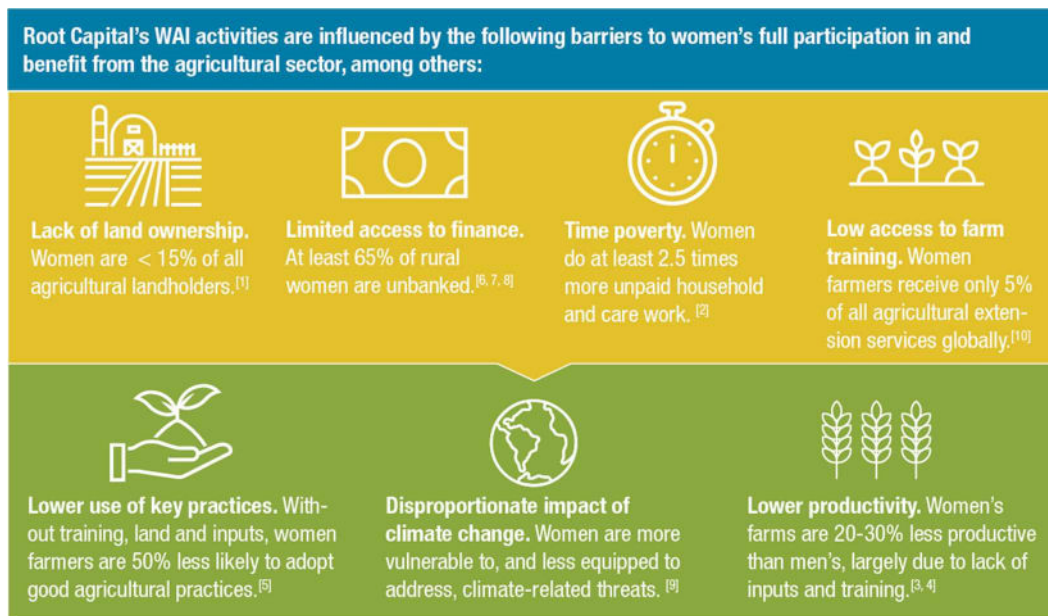 Root Capital's WAI activities are influenced by the following barriers to women's full participation in and
benefit from the agricultural sector, among others:
Lack of land ownership.
Women are < 15% of all
agricultural landholders.[1]
Limited access to finance.
At least 65% of rural
women are unbanked.[6, 7, 8]
Time poverty. Women
do at least 2.5 times
more unpaid household
and care work. [2]
Low access to farm
training. Women
farmers receive only 5%
of all agricultural exten-
sion services globally.[10]
Lower use of key practices. With-
out training, land and inputs, women
farmers are 50% less likely to adopt
good agricultural practices.[5]
Disproportionate impact of
climate change. Women are more
vulnerable to, and less equipped to
address, climate-related threats. [9]
Lower productivity. Women's
farms are 20-30% less productive
than men's, largely due to lack of
inputs and training.[3, 4]